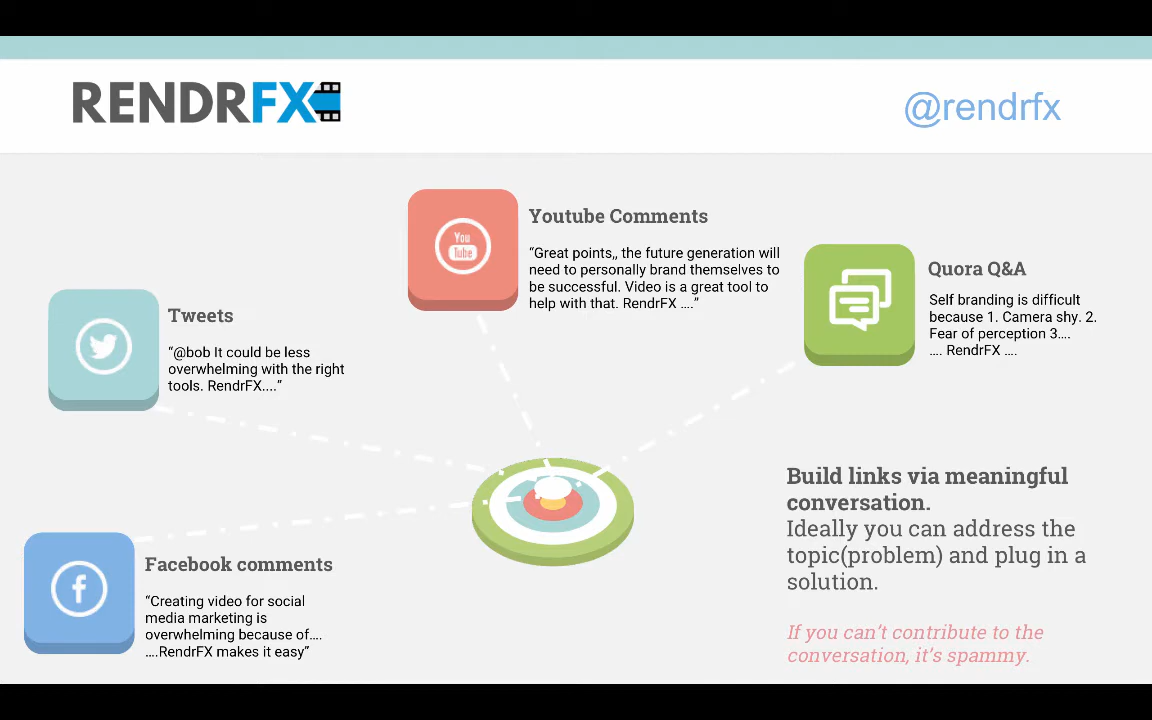 RENDRFX
@rendrfx
You
Tube
Youtube Comments
“Great points,, the future generation will
need to personally brand themselves to
be successful. Video is a great tool to
help with that. RendrFX ....”
Quora Q&A
Self branding is difficult
because 1. Camera shy. 2.
Fear of perception 3....
.... RendrFX ....
Tweets
“@bob It could be less
overwhelming with the right
tools. RendrFX....”
Facebook comments
“Creating video for social
media marketing is
overwhelming because of....
....RendrFX makes it easy”
Build links via meaningful
conversation.
Ideally you can address the
topic(problem) and plug in a
solution.
If you can’t contribute to the
conversation, it’s spammy.